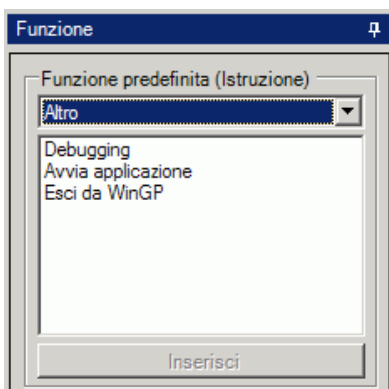 Funzione
Funzione predefinita (Istruzione)
Altro
Debugging
Avvia applicazione
Esci da WinGP
Inserisci